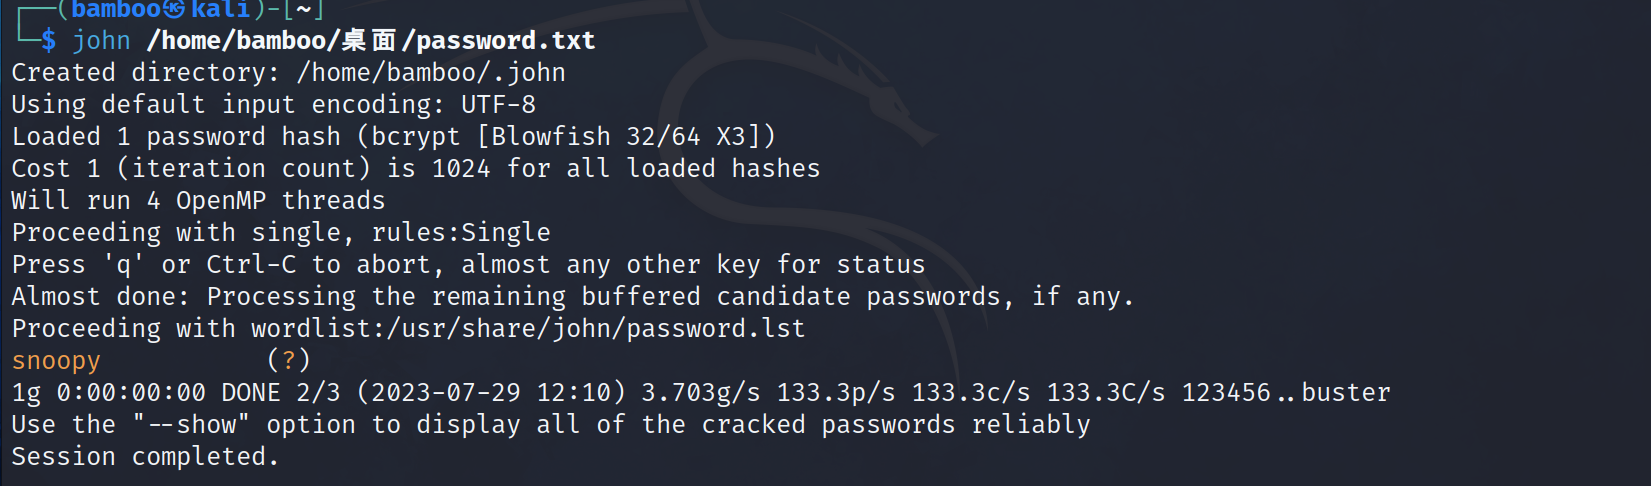 ┌──(bamboo㉿kali)-[~]
└─$ john /home/bamboo/桌面/password.txt
Created directory: /home/bamboo/.john
Using default input encoding: UTF-8
Loaded 1 password hash (bcrypt [Blowfish 32/64 X3])
Cost 1 (iteration count) is 1024 for all loaded hashes
Will run 4 OpenMP threads
Proceeding with single, rules:Single
Press 'q' or Ctrl-C to abort, almost any other key for status
Almost done: Processing the remaining buffered candidate passwords, if any.
Proceeding with wordlist:/usr/share/john/password.lst
snoopy           (?)
1g 0:00:00:00 DONE 2/3 (2023-07-29 12:10) 3.703g/s 133.3p/s 133.3c/s 133.3C/s 123456..buster
Use the "--show" option to display all of the cracked passwords reliably
Session completed.